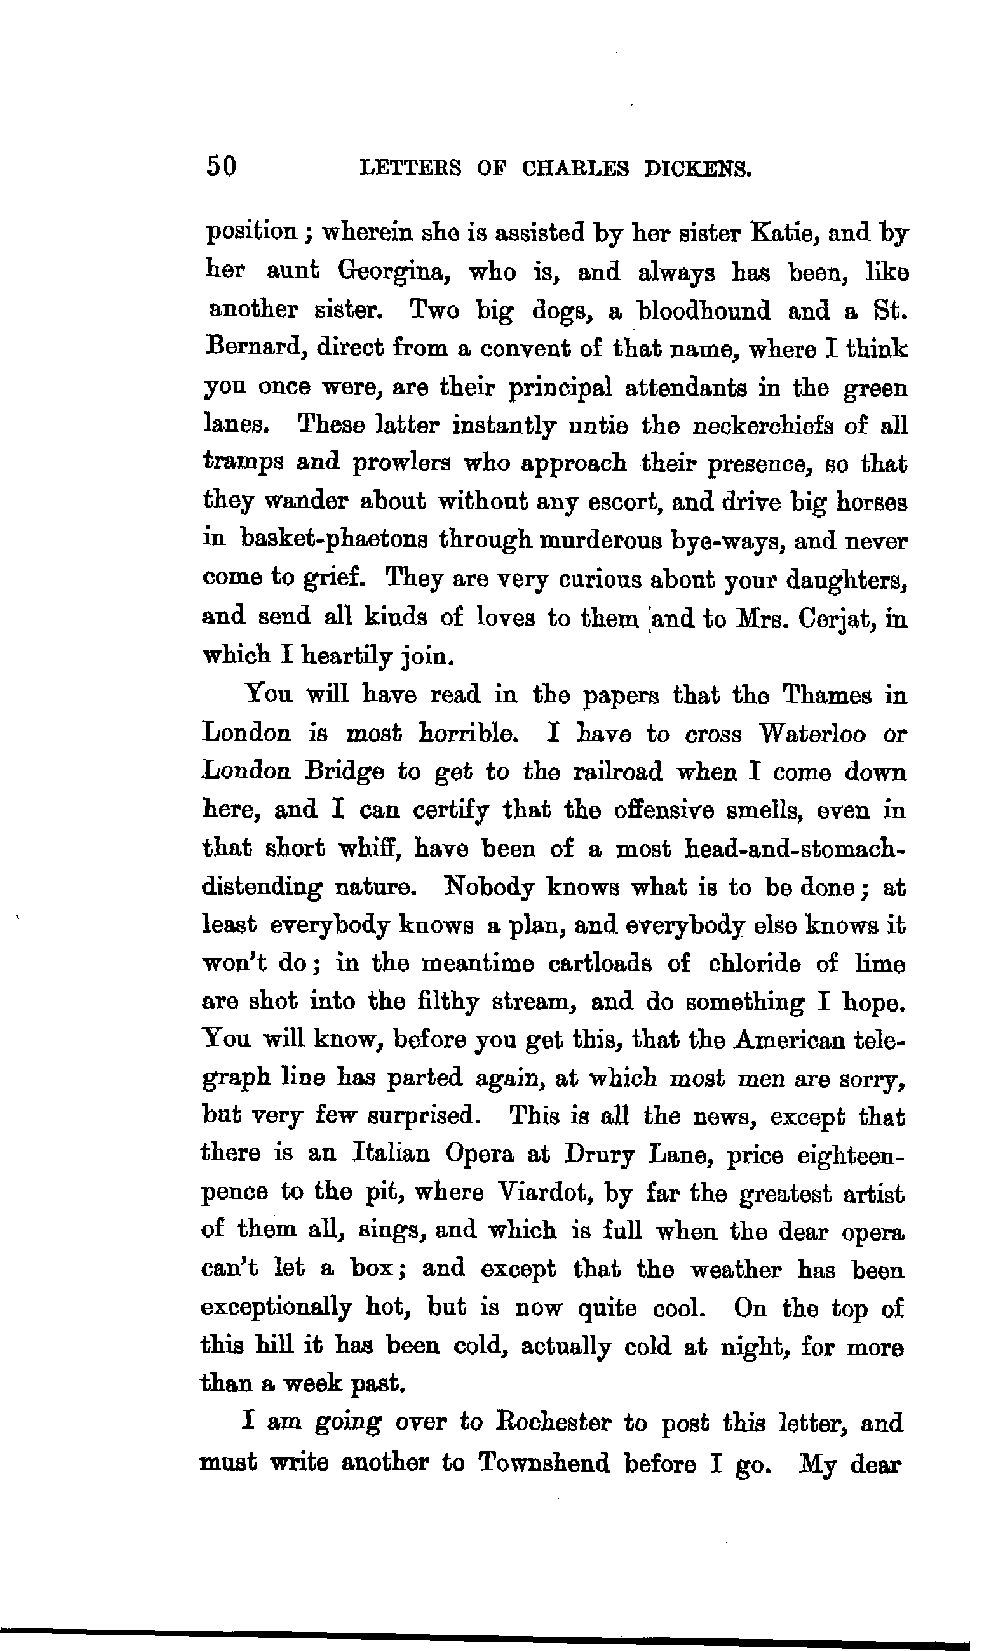 50 LETTERS OF CHARLES DICKENS.
position; wherein she is assisted by her sister Katie, and by
her aunt Georgina, who is, and always has been, like
another sister. Two big dogs, a bloodhound and a St.
Bernard, direct from a convent of that name, where I think
you once were, are their principal attendants in the green
lanes. These latter instantly untie the neckerchiefs of all
tramps and prowlers who approach their presence, so that
they wander about without any escort, and drive big horses
in basket-phaetons through murderous bye-ways, and never
come to grief. They are very curious about your daughters,
and send all kinds of loves to them and to Mrs. Cerjat, in
which I heartily join.
You will have read in the papers that the Thames in
London is most horrible. I have to cross Waterloo or
London Bridge to get to the railroad when I come down
here, and I can certify that the offensive smells, even in
that short whiff, have been of a most head-and-stomach-
distending nature. Nobody knows what is to be done; at
least everybody knows a plan, and everybody else knows it
won't do; in the meantime cartloads of chloride of lime
are shot into the filthy stream, and do something I hope.
You will know, before you get this, that the American tele-
graph line has parted again, at which most men are sorry,
but very few surprised. This is all the news, except that
there is an Italian Opera at Drury Lane, price eighteen-
pence to the pit, where Viardot, by far the greatest artist
of them all, sings, and which is full when the dear opera
can't let a box; and except that the weather has been
exceptionally hot, but is now quite cool. On the top of
this hill it has been cold, actually cold at night, for more
than a week past.
I am going over to Rochester to post this letter, and
must write another to Townshend before I go. My dear